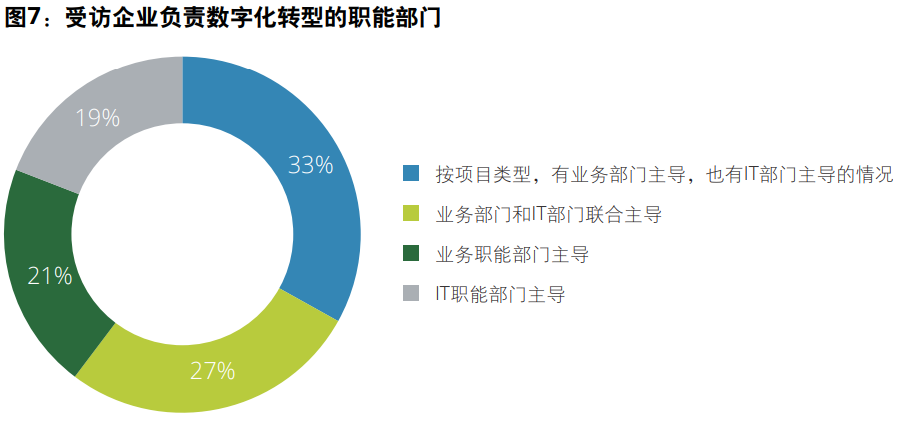 图7：受访企业负责数字化转型的职能部门
19%
33%
按项目类型，有业务部门主导，也有IT部门主导的情况
业务部门和IT部门联合主导
业务职能部门主导
21%
IT职能部门主导
27%